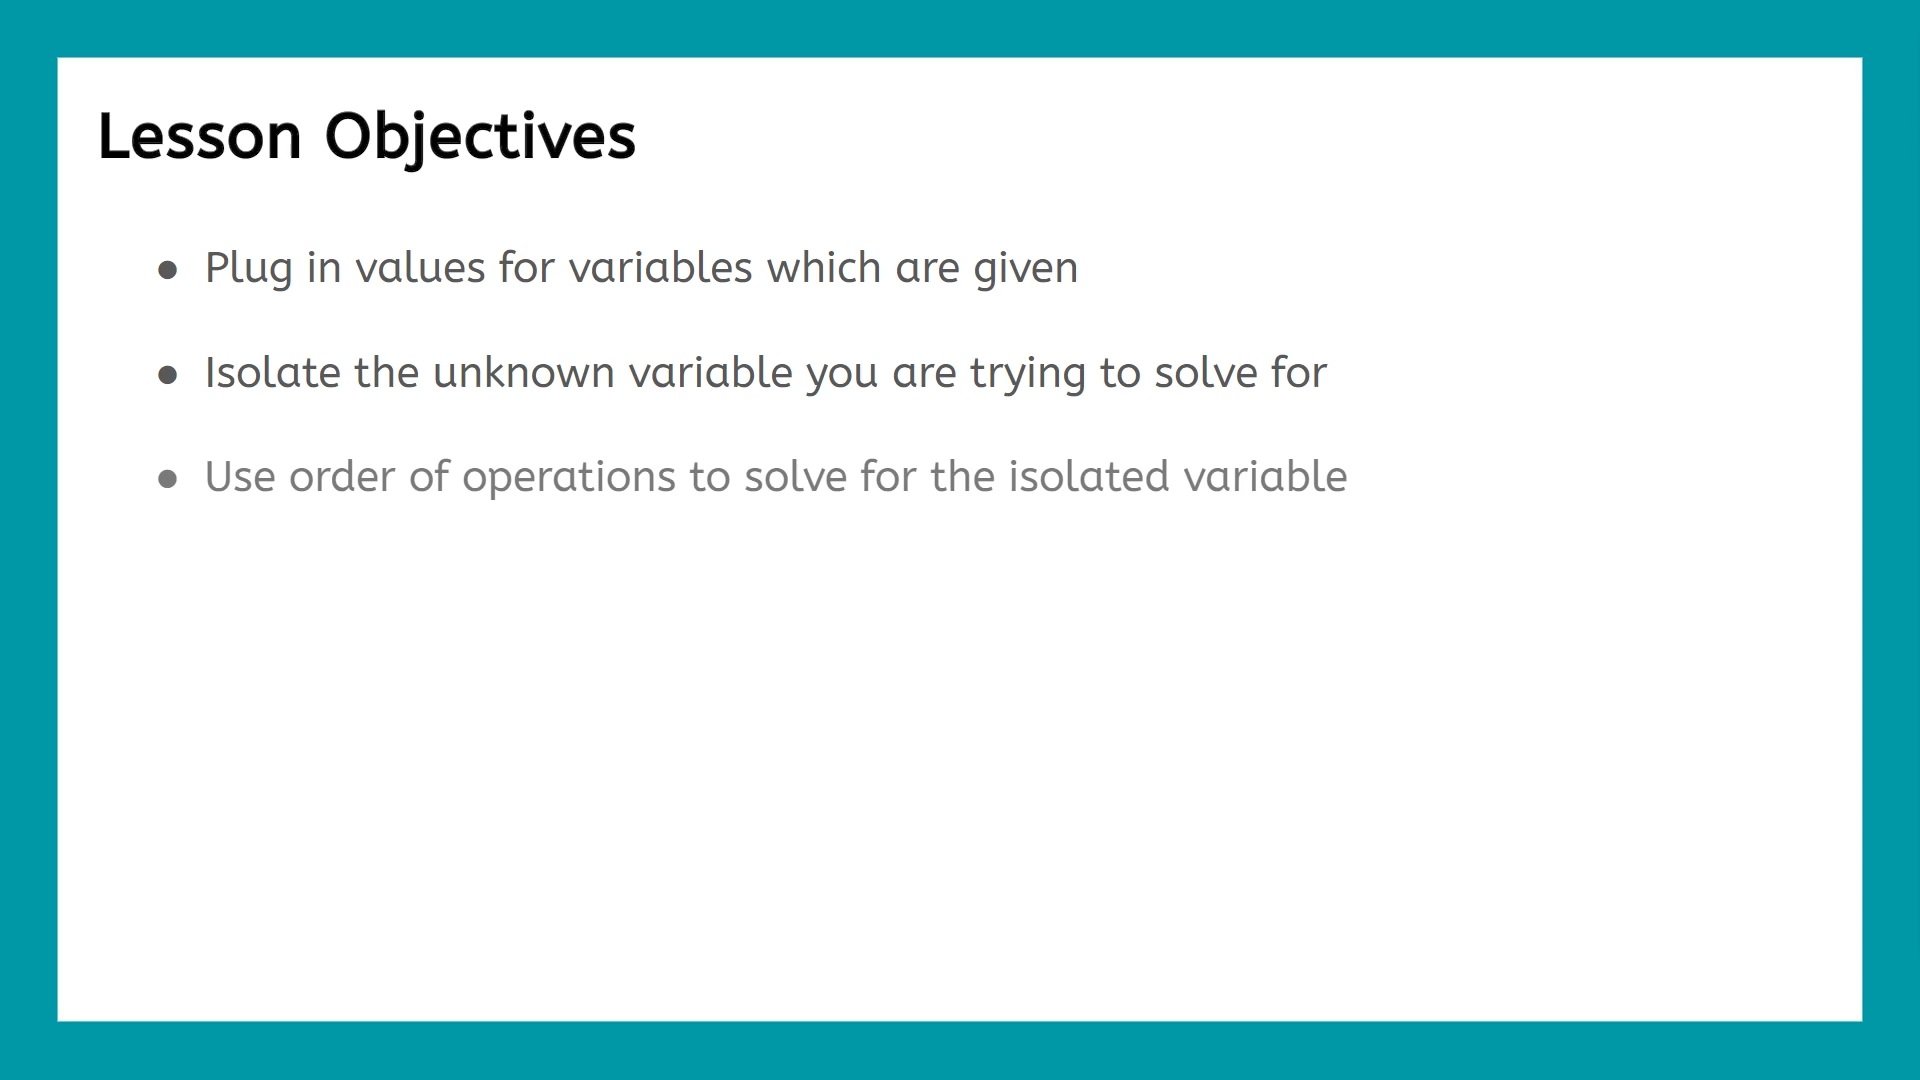 Lesson Objectives
● Plug in values for variables which are given
● Isolate the unknown variable you are trying to solve for
● Use order of operations to solve for the isolated variable